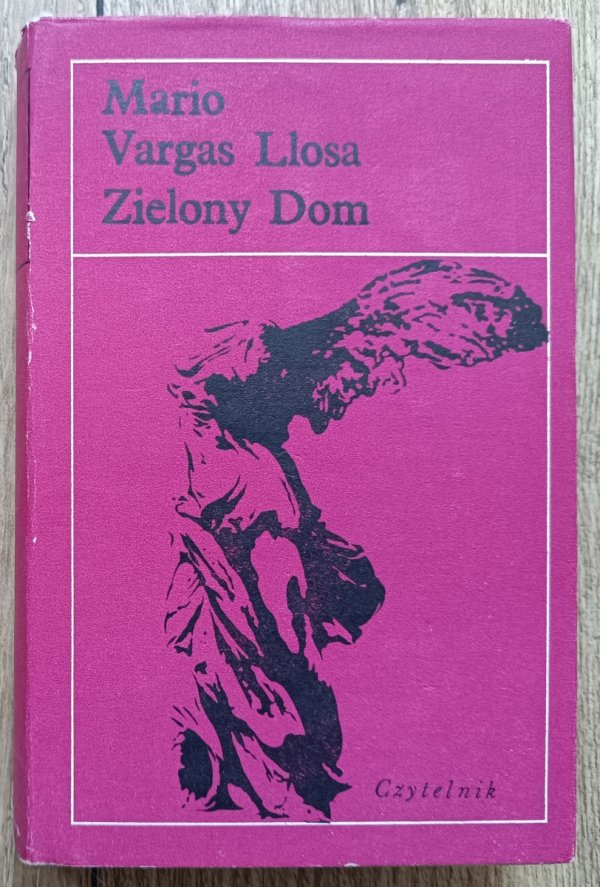 Mario
Vargas Llosa
Zielony Dom
Czytelnik